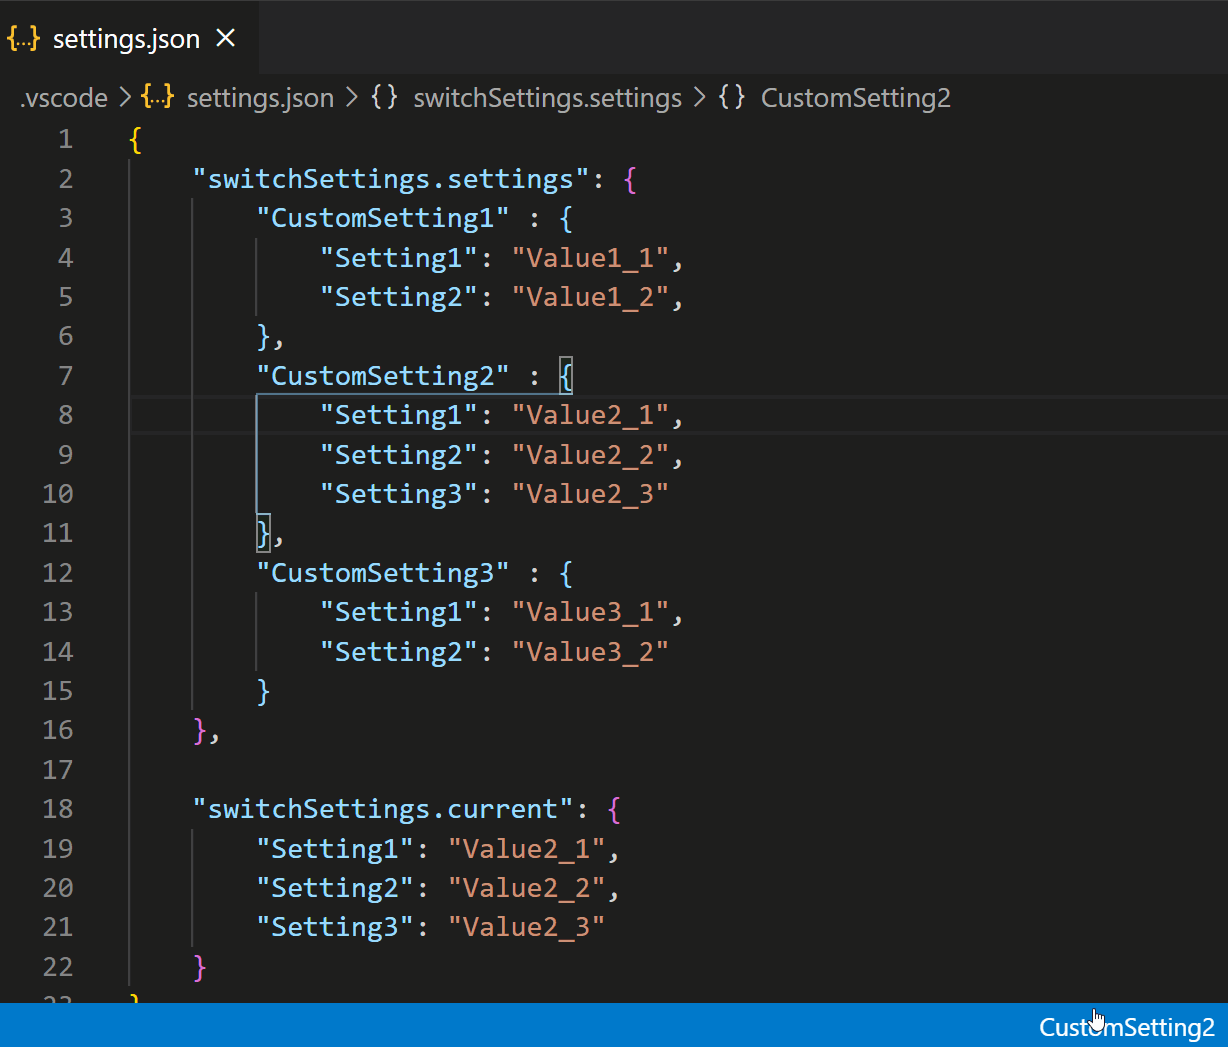 {...} settings.json ×
.vscode > {...} settings.json > {} switchSettings.settings > {} CustomSetting2
1 {
2     "switchSettings.settings": {
3         "CustomSetting1" : {
4             "Setting1": "Value1_1",
5             "Setting2": "Value1_2",
6         },
7         "CustomSetting2" : {
8             "Setting1": "Value2_1",
9             "Setting2": "Value2_2",
10             "Setting3": "Value2_3"
11         },
12         "CustomSetting3" : {
13             "Setting1": "Value3_1",
14             "Setting2": "Value3_2"
15         }
16     },
17
18     "switchSettings.current": {
19         "Setting1": "Value2_1",
20         "Setting2": "Value2_2",
21         "Setting3": "Value2_3"
22     }
23 }
CustomSetting2